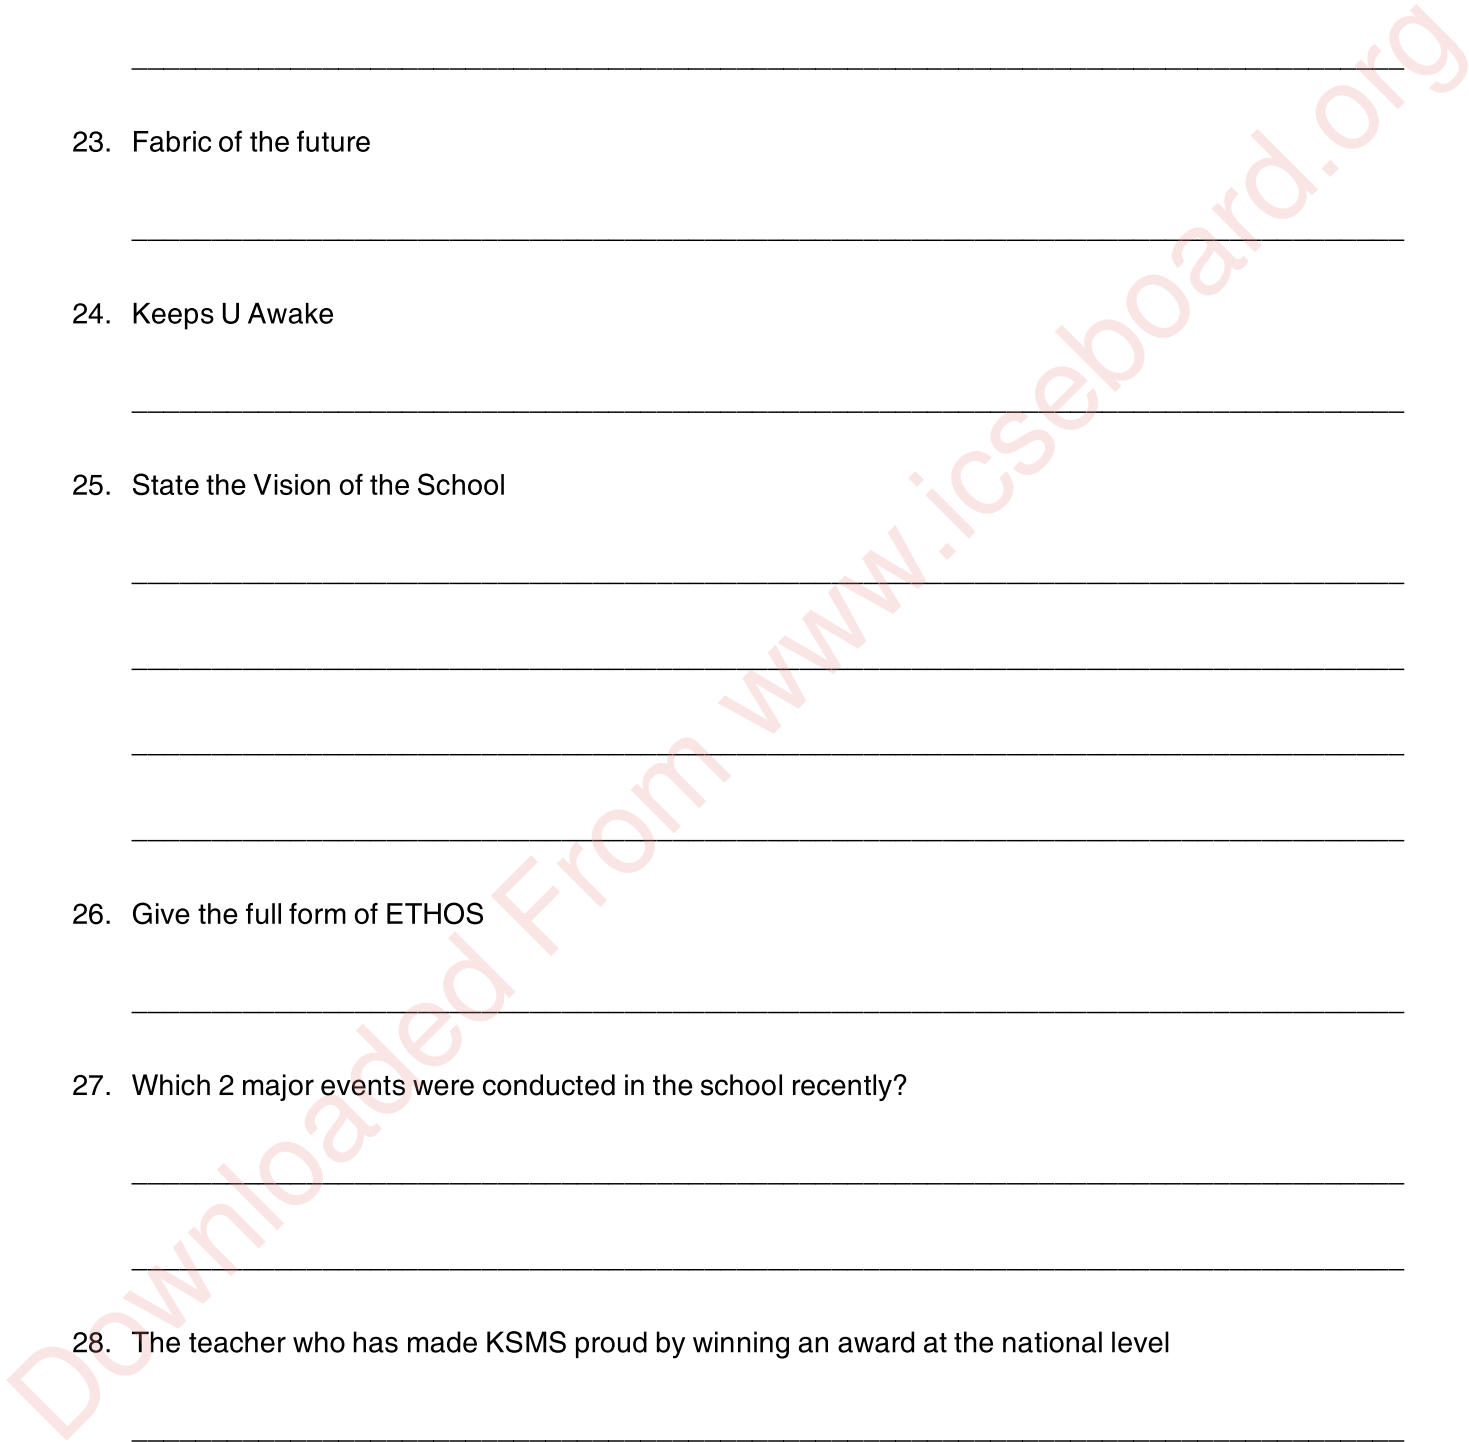 23. Fabric of the future
24. Keeps U Awake
25. State the Vision of the School
26. Give the full form of ETHOS
27. Which 2 major events were conducted in the school recently?
28. The teacher who has made KSMS proud by winning an award at the national level
Downloaded From www.icseboard.org